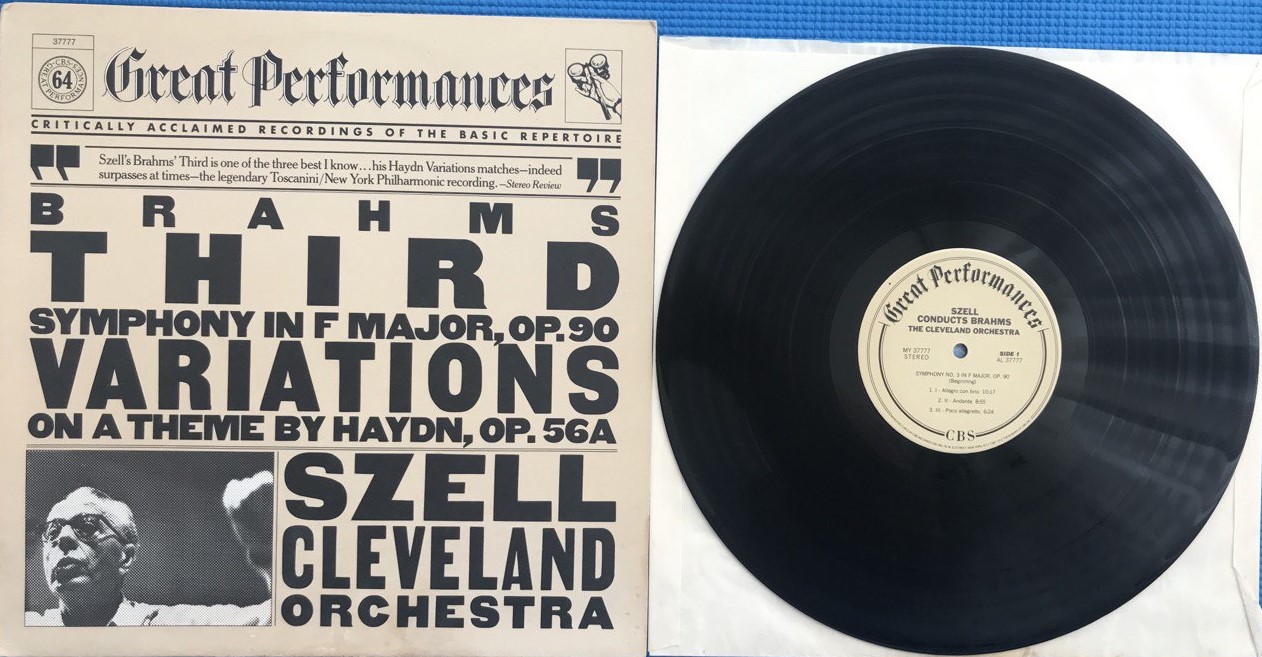 37777
GREAT · CBS · PERFORMANCES
64
Great Performances
CRITICALLY ACCLAIMED RECORDINGS OF THE BASIC REPERTOIRE
Szell's Brahms' Third is one of the three best I know...his Haydn Variations matches—indeed
surpasses at times—the legendary Toscanini/New York Philharmonic recording. —Stereo Review
BRAHMS
THIRD
SYMPHONY IN F MAJOR, OP. 90
VARIATIONS
ON A THEME BY HAYDN, OP. 56A
SZELL
CLEVELAND
ORCHESTRA
Great Performances
SZELL
CONDUCTS BRAHMS
THE CLEVELAND ORCHESTRA
MY 37777
STEREO
SIDE 1
AL 37777
SYMPHONY NO. 3 IN F MAJOR, OP. 90
(Beginning)
1. I - Allegro con brio 10:17
2. II - Andante 8:55
3. III - Poco allegretto 6:24
CBS